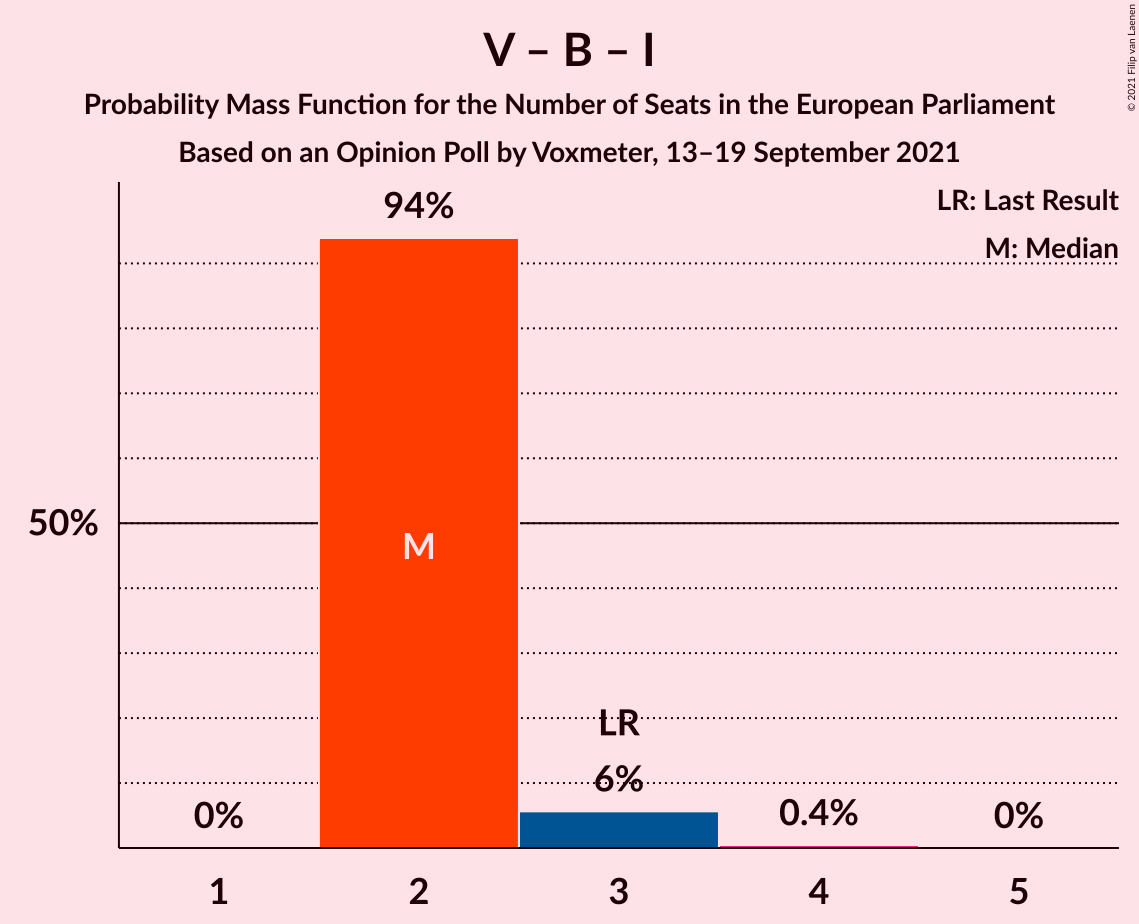 V – B – I
Probability Mass Function for the Number of Seats in the European Parliament
Based on an Opinion Poll by Voxmeter, 13–19 September 2021
© 2021 Filip van Laenen
LR: Last Result
M: Median
94%
50%
M
LR
6%
0%
0.4%
0%
1 2 3 4 5